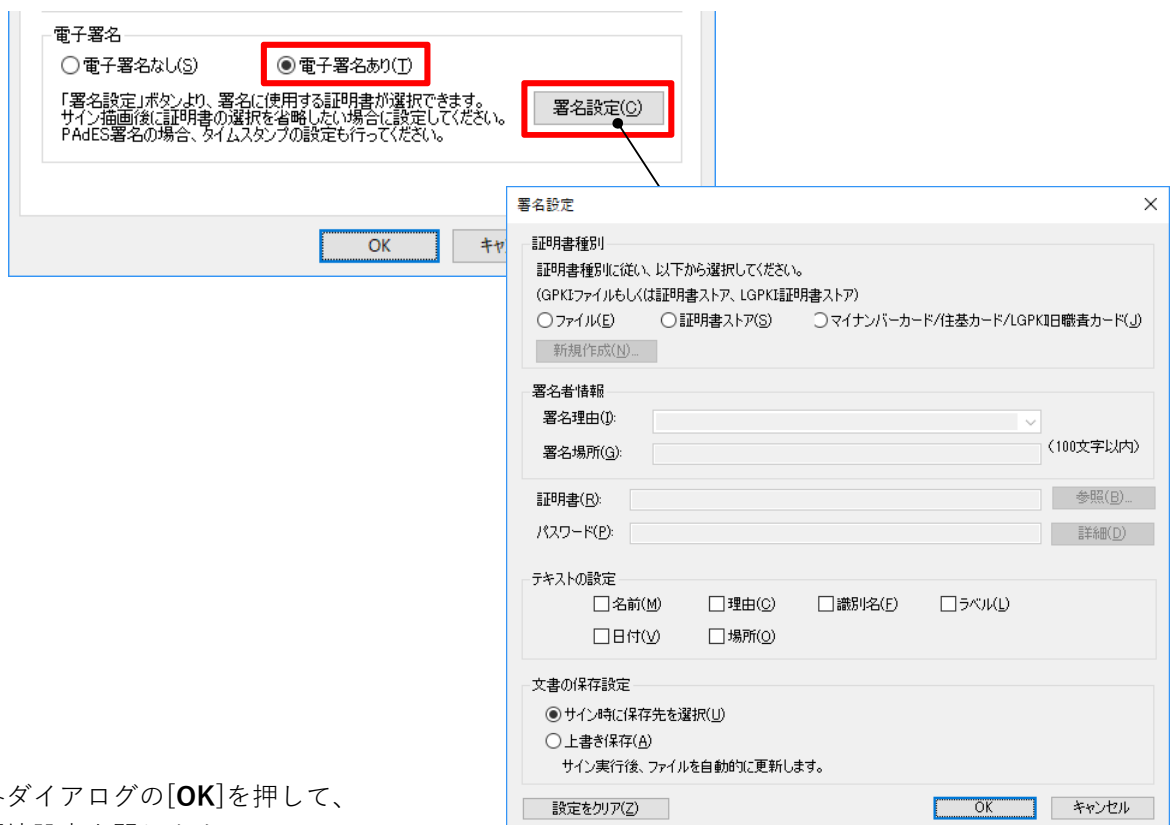 電子署名
電子署名なし(S)
電子署名あり(T)
「署名設定」ボタンより、署名に使用する証明書が選択できます。
サイン描画後に証明書の選択を省略したい場合に設定してください。
PAdES署名の場合、タイムスタンプの設定も行ってください。
署名設定(C)
OK
キャ
署名設定
証明書種別
証明書種別に従い、以下から選択してください。
(GPKIファイルもしくは証明書ストア、LGPKI証明書ストア)
ファイル(E)
証明書ストア(S)
マイナンバーカード/住基カード/LGPKI旧職責カード(J)
新規作成(N)...
署名者情報
署名理由(I):
署名場所(G):
(100文字以内)
証明書(R):
参照(B)...
パスワード(P):
詳細(D)
テキストの設定
名前(M)
理由(C)
識別名(F)
ラベル(L)
日付(V)
場所(O)
文書の保存設定
サイン時に保存先を選択(U)
上書き保存(A)
サイン実行後、ファイルを自動的に更新します。
設定をクリア(Z)
OK
キャンセル
ダイアログの[OK]を押して、